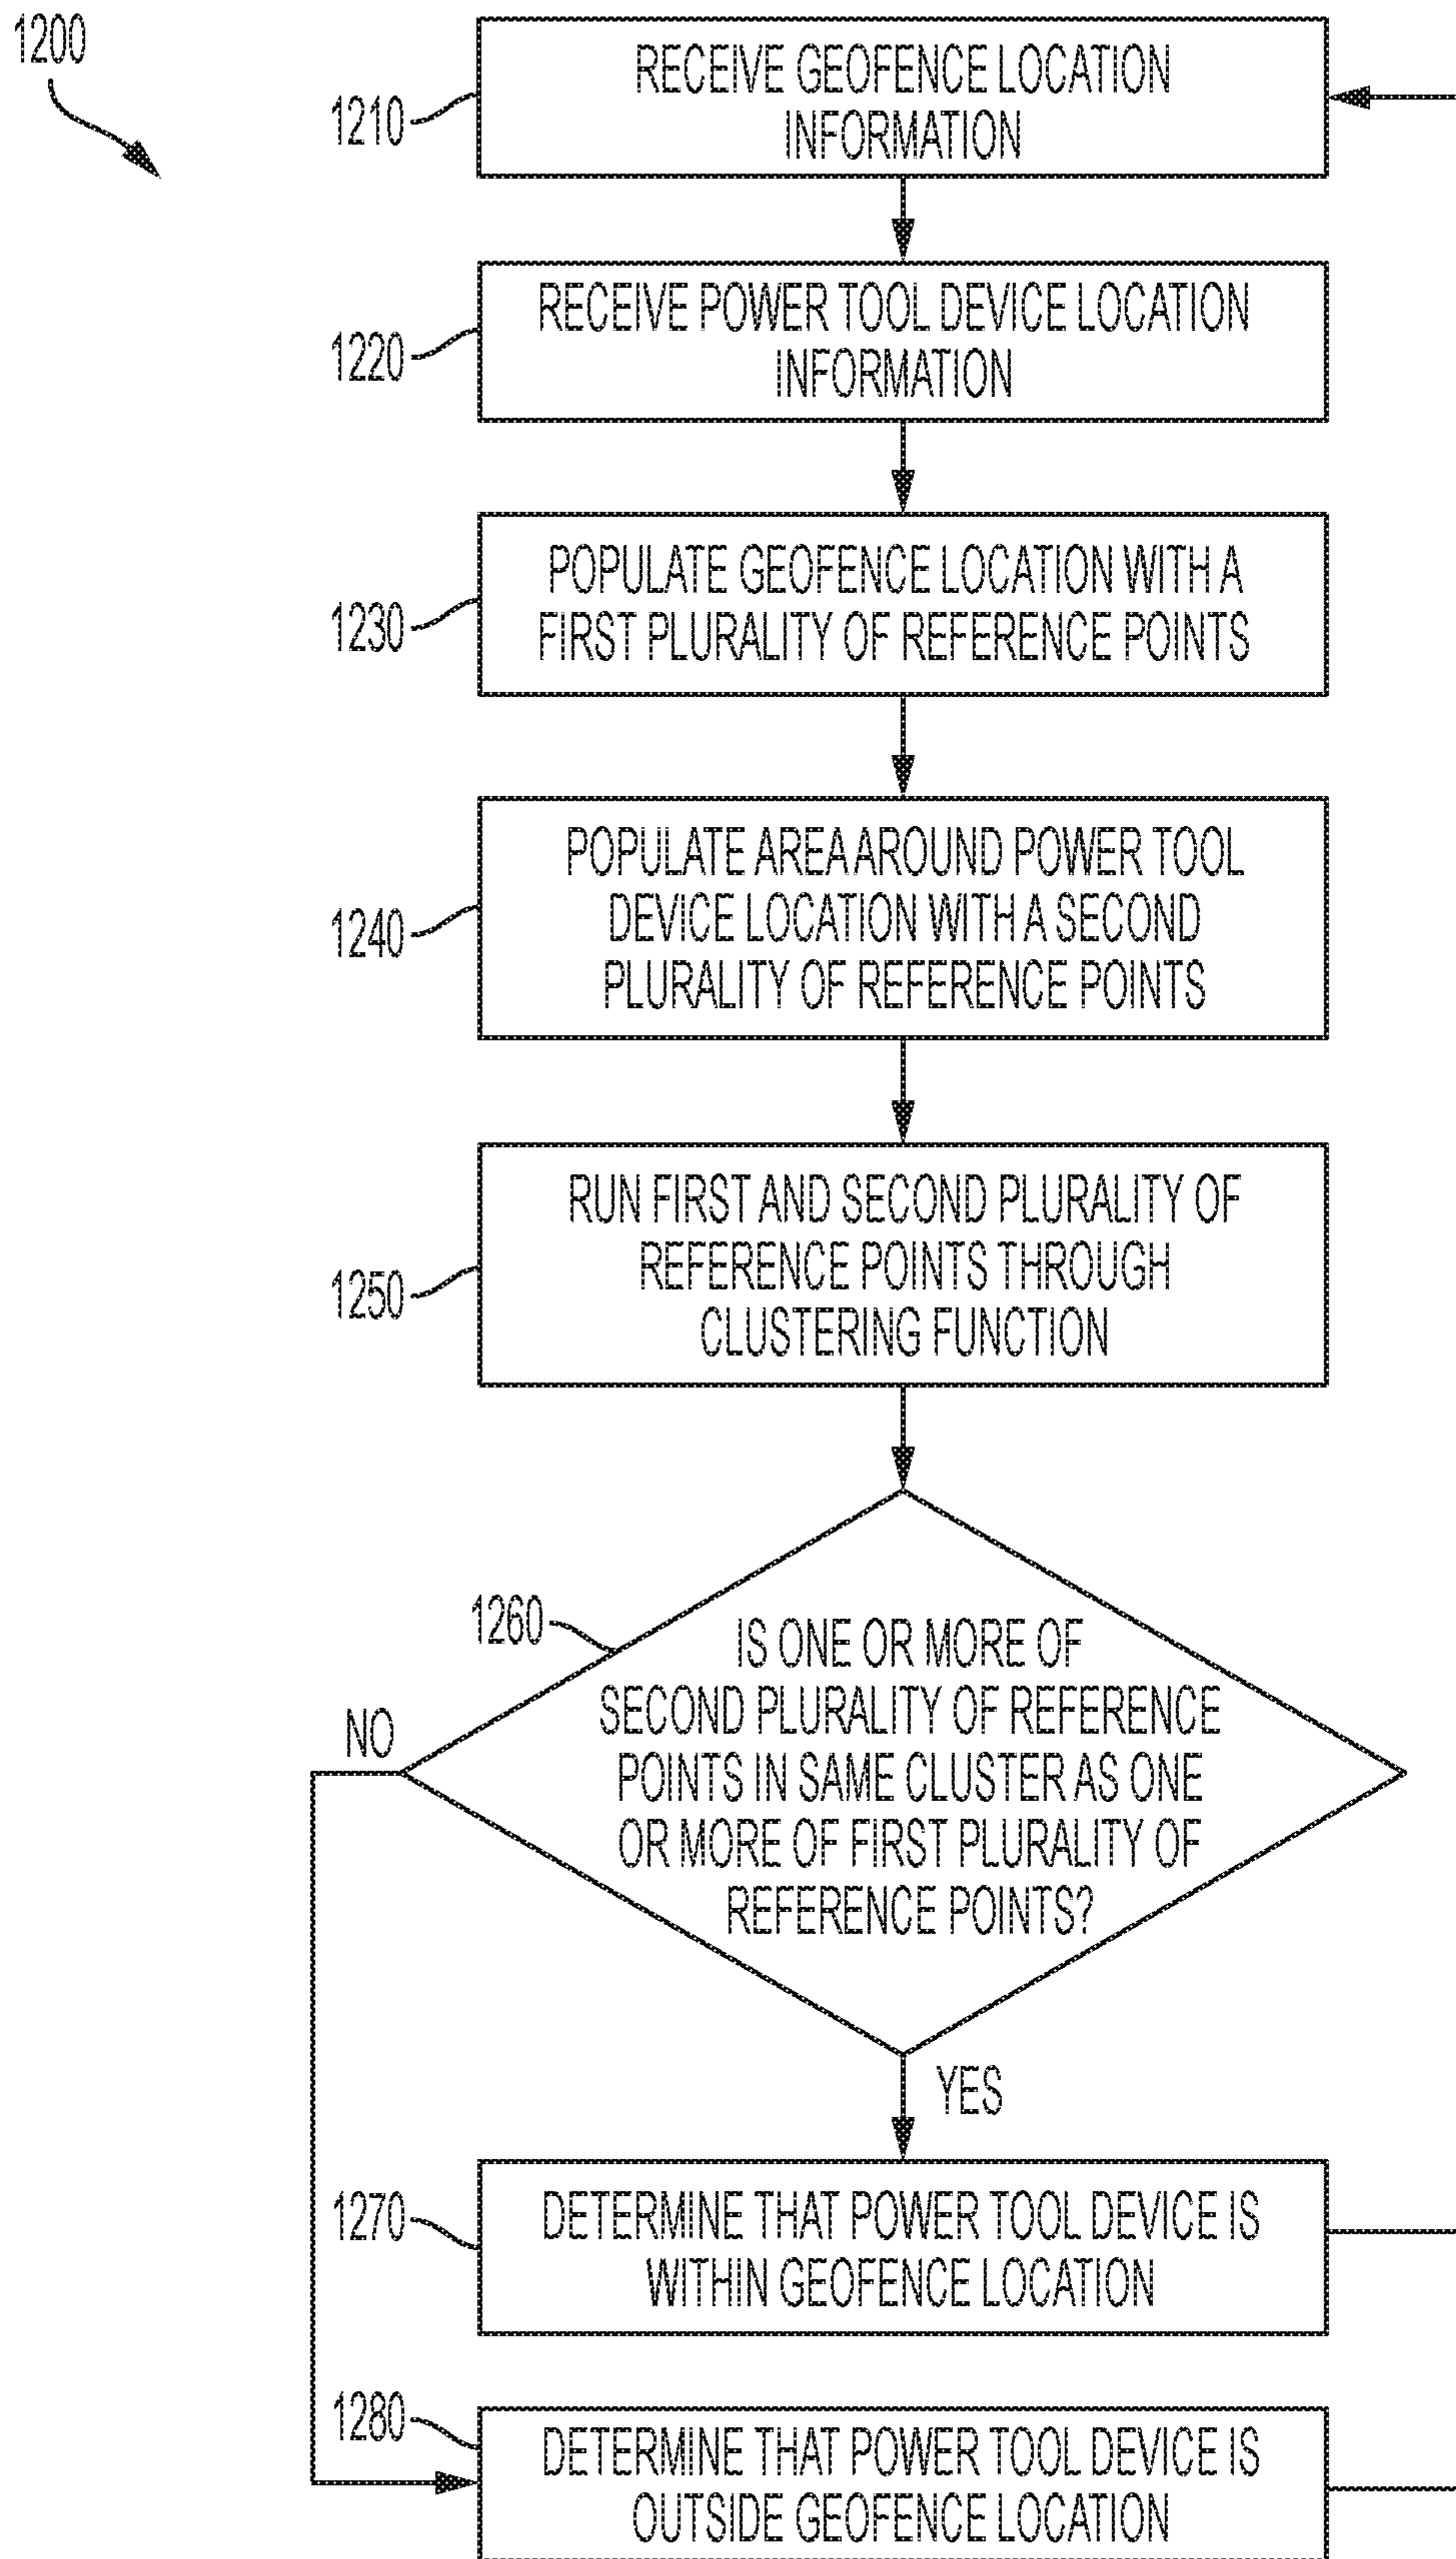 1200
1210
RECEIVE GEOFENCE LOCATION
INFORMATION
1220
RECEIVE POWER TOOL DEVICE LOCATION
INFORMATION
1230
POPULATE GEOFENCE LOCATION WITH A
FIRST PLURALITY OF REFERENCE POINTS
1240
POPULATE AREA AROUND POWER TOOL
DEVICE LOCATION WITH A SECOND
PLURALITY OF REFERENCE POINTS
1250
RUN FIRST AND SECOND PLURALITY OF
REFERENCE POINTS THROUGH
CLUSTERING FUNCTION
1260
IS ONE OR MORE OF
SECOND PLURALITY OF REFERENCE
POINTS IN SAME CLUSTER AS ONE
OR MORE OF FIRST PLURALITY OF
REFERENCE POINTS?
NO
YES
1270
DETERMINE THAT POWER TOOL DEVICE IS
WITHIN GEOFENCE LOCATION
1280
DETERMINE THAT POWER TOOL DEVICE IS
OUTSIDE GEOFENCE LOCATION